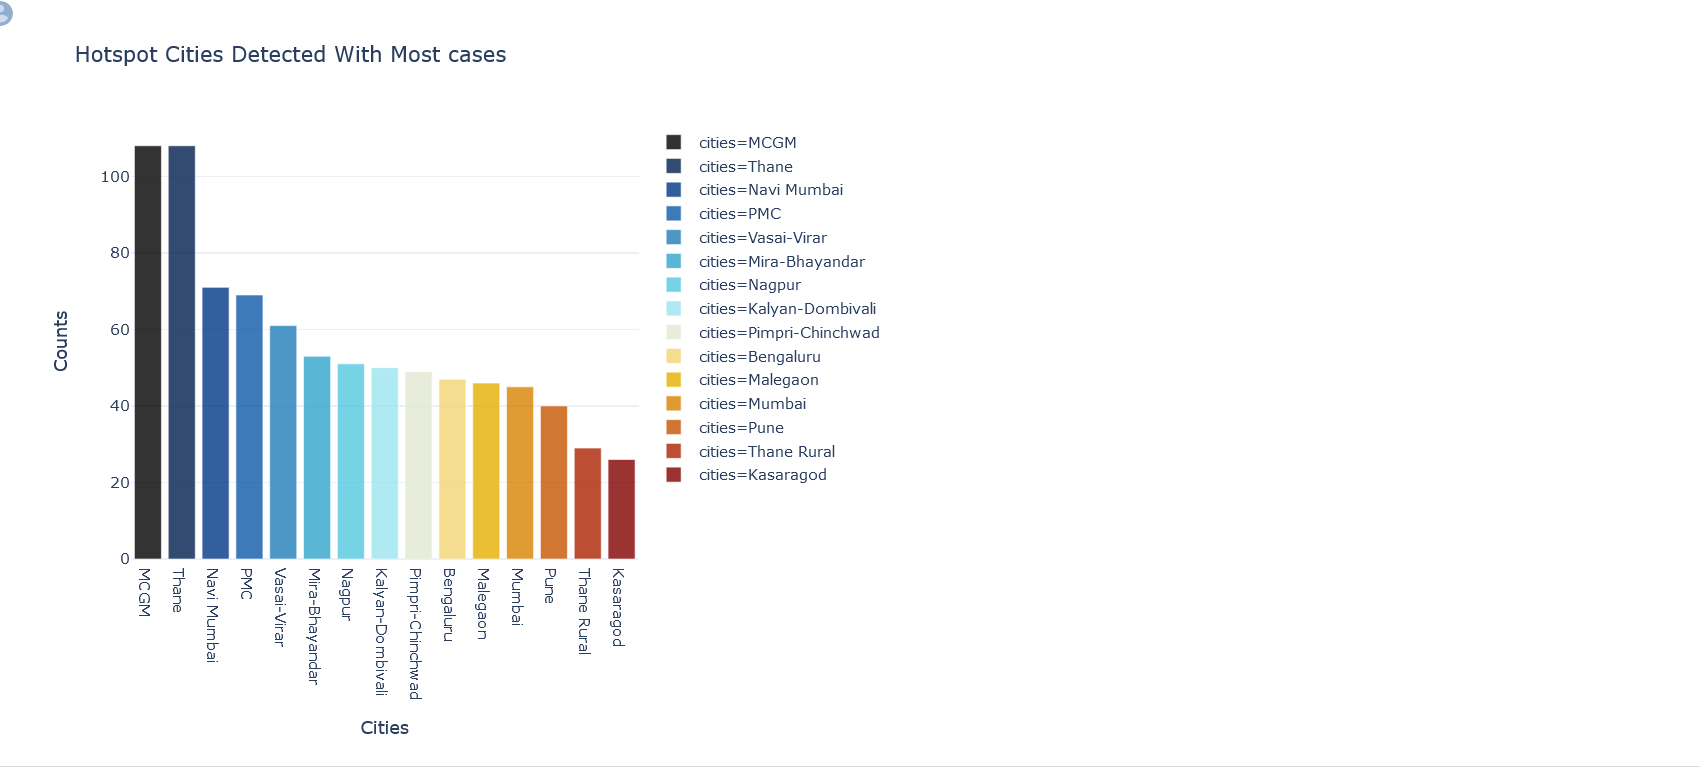 Hotspot Cities Detected With Most cases
Counts
100
80
60
40
20
0
MCGM
Thane
Navi Mumbai
PMC
Vasai-Virar
Mira-Bhayandar
Nagpur
Kalyan-Dombivali
Pimpri-Chinchwad
Bengaluru
Malegaon
Mumbai
Pune
Thane Rural
Kasaragod
Cities
cities=MCGM
cities=Thane
cities=Navi Mumbai
cities=PMC
cities=Vasai-Virar
cities=Mira-Bhayandar
cities=Nagpur
cities=Kalyan-Dombivali
cities=Pimpri-Chinchwad
cities=Bengaluru
cities=Malegaon
cities=Mumbai
cities=Pune
cities=Thane Rural
cities=Kasaragod